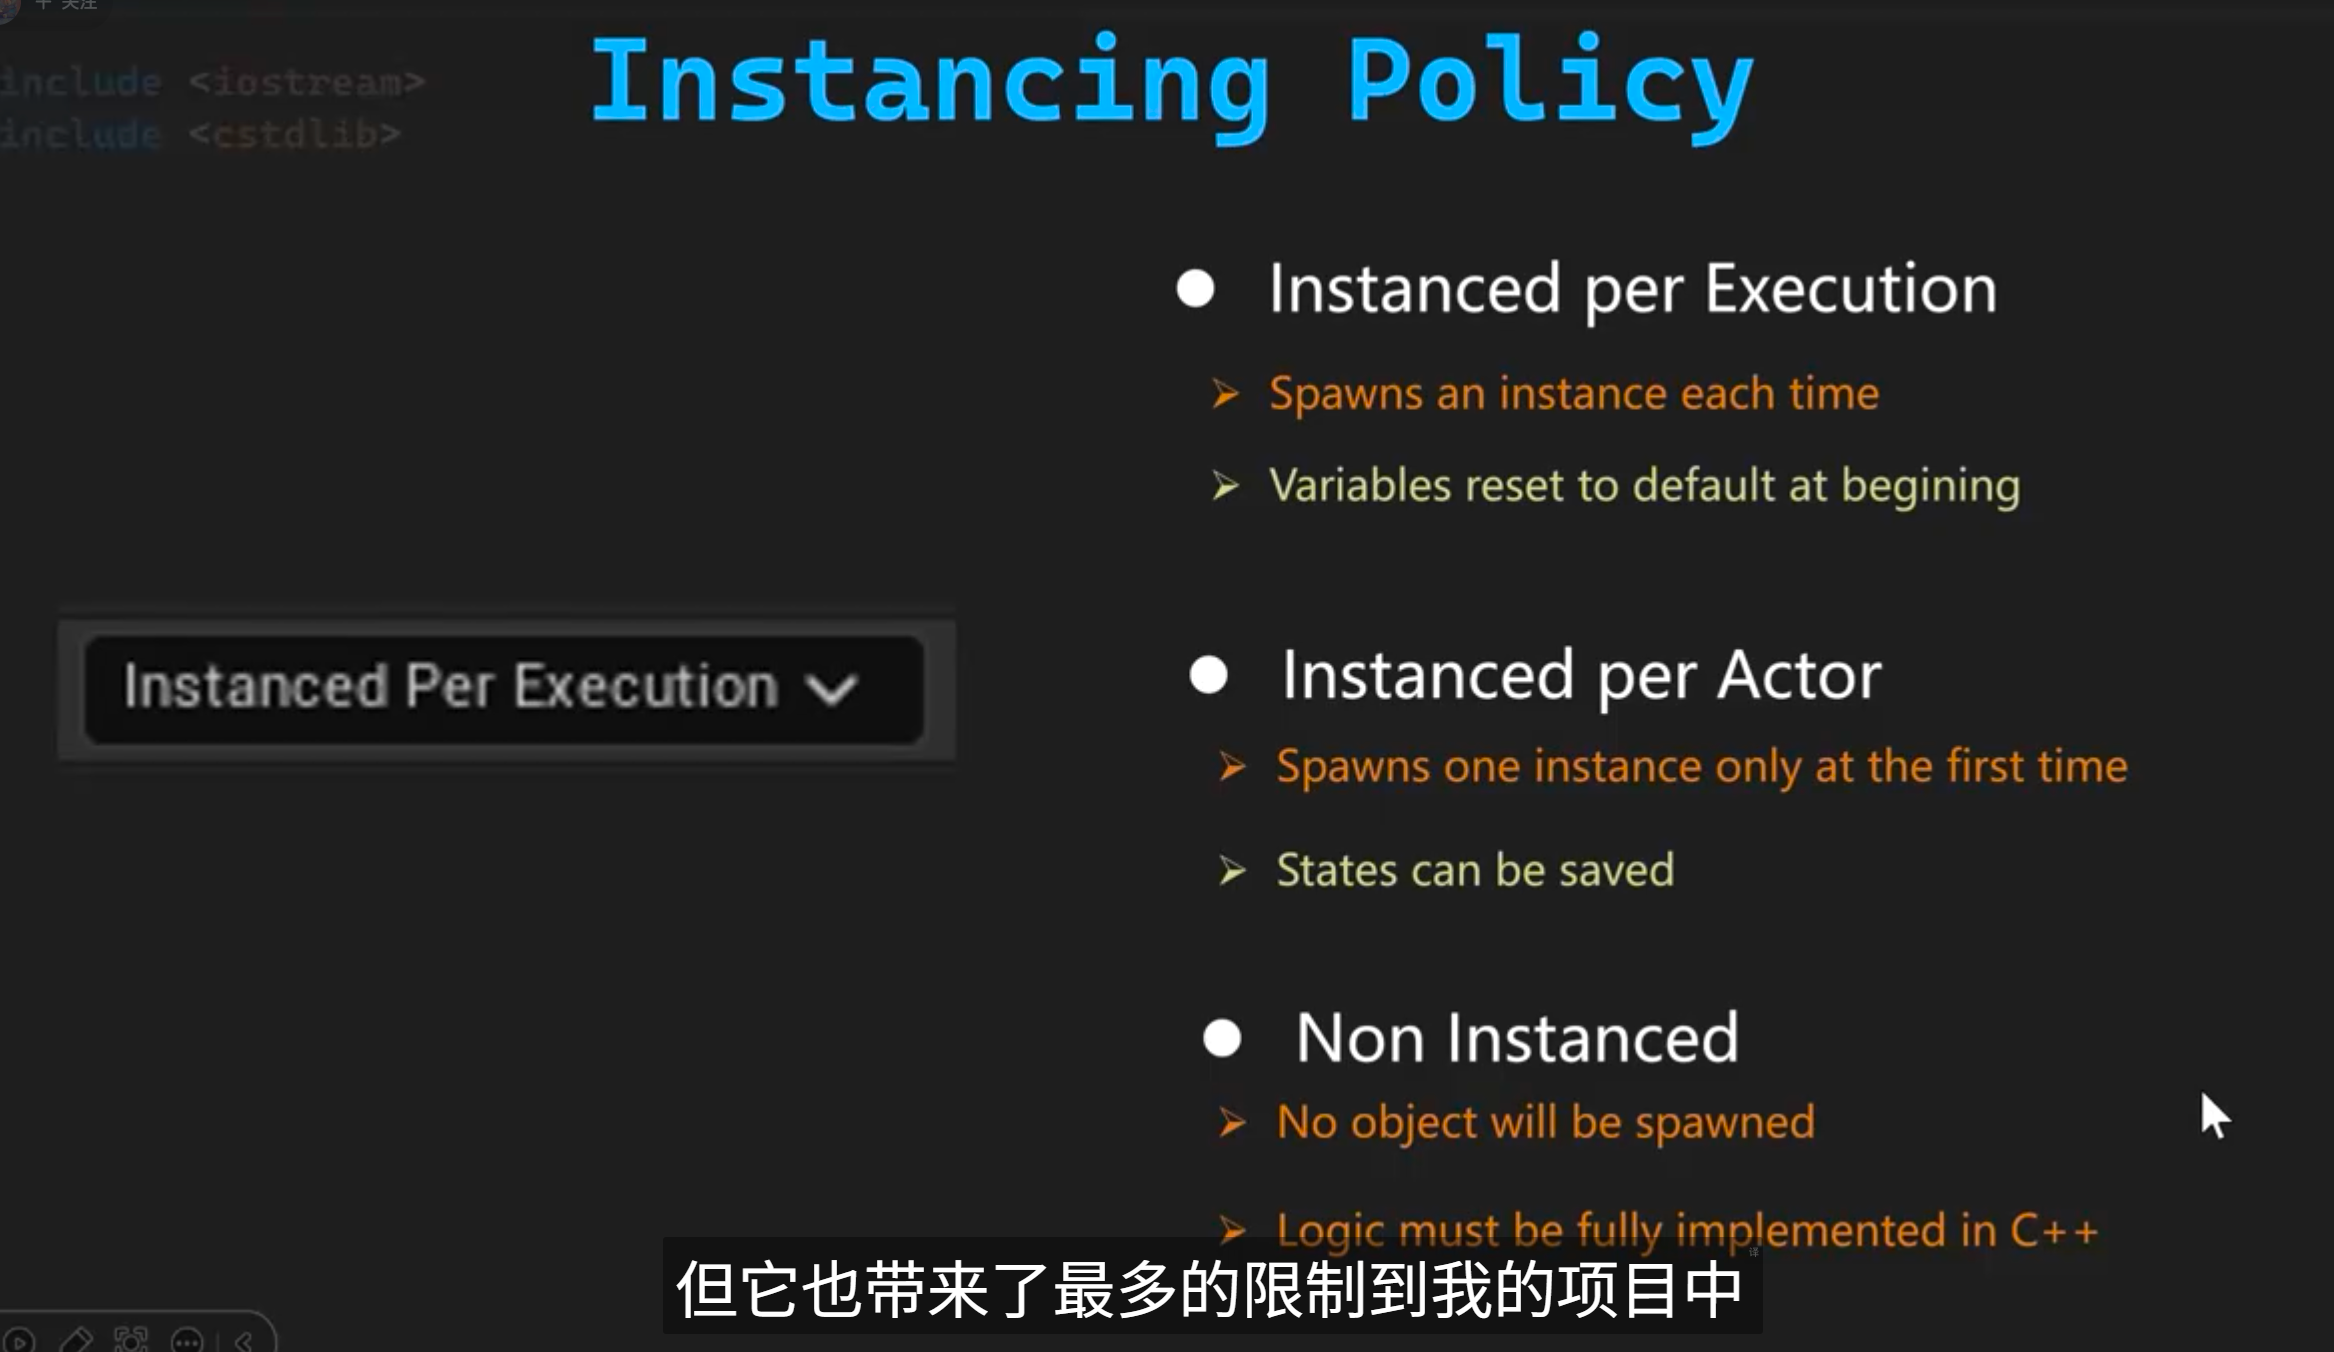 + 关注
include <iostream>
include <cstdlib>
Instancing Policy
Instanced per Execution
Spawns an instance each time
Variables reset to default at begining
Instanced Per Execution
Instanced per Actor
Spawns one instance only at the first time
States can be saved
Non Instanced
No object will be spawned
Logic must be fully implemented in C++
译
但它也带来了最多的限制到我的项目中